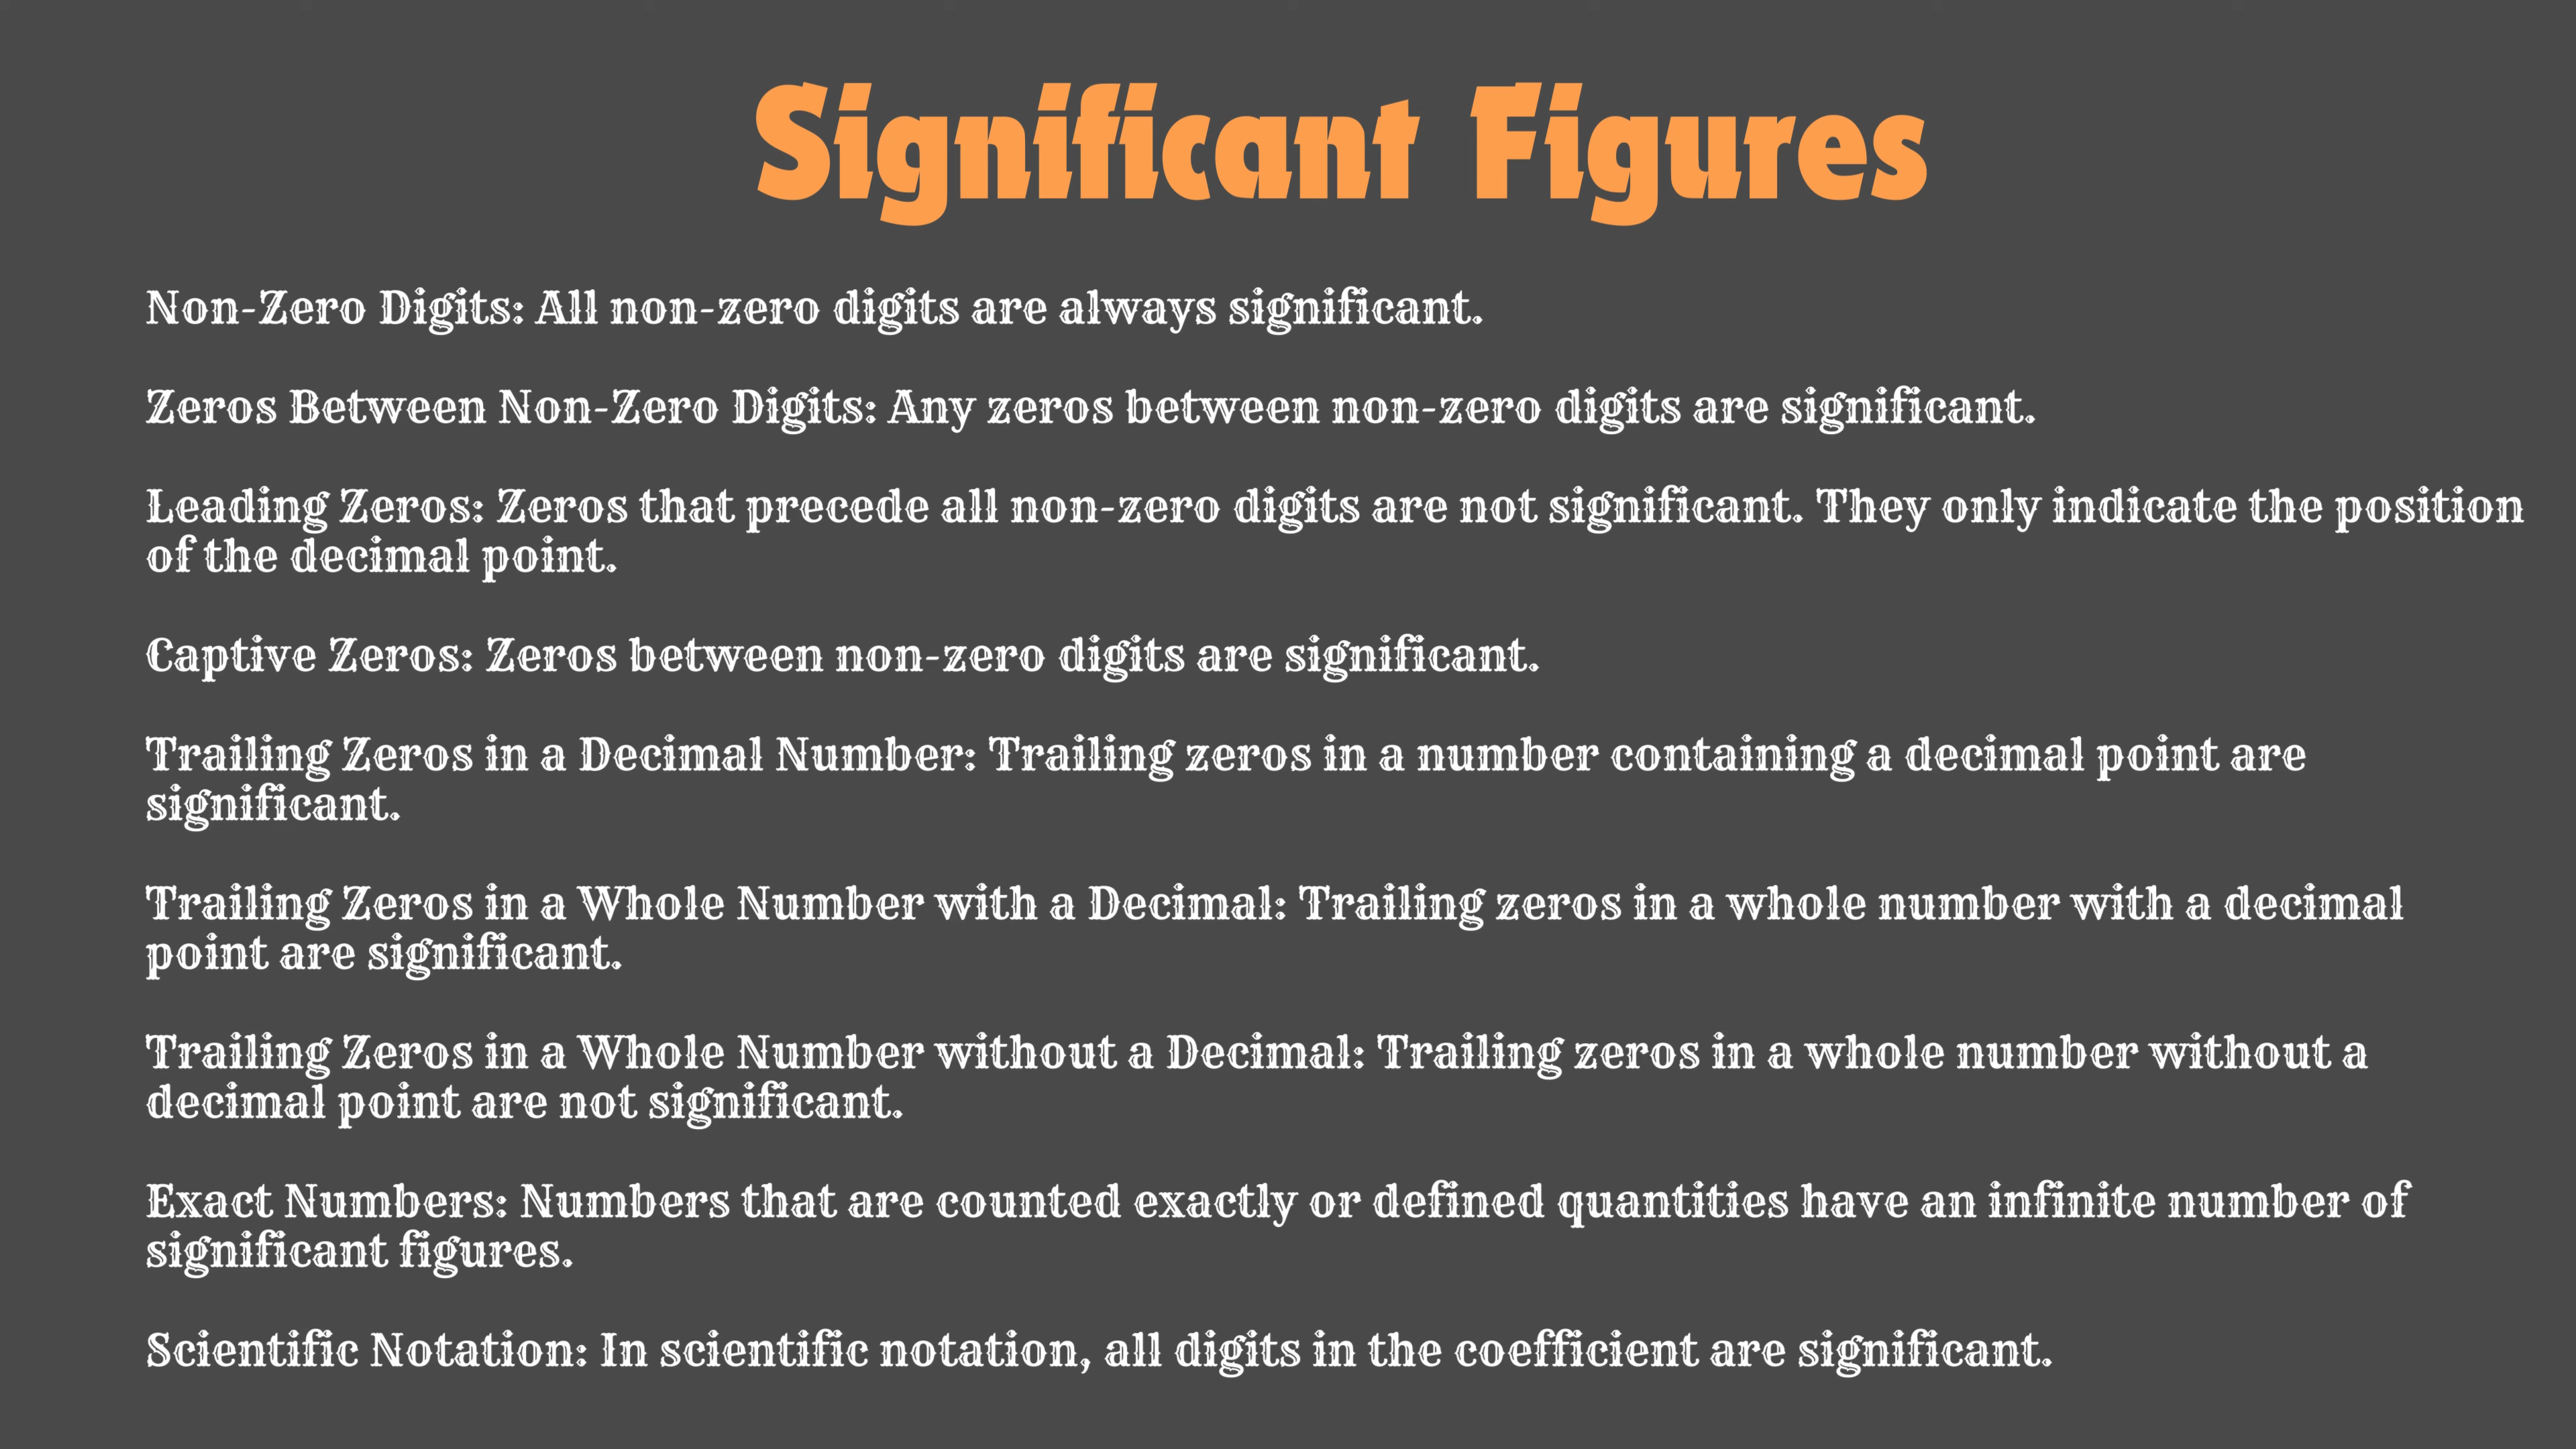 Significant Figures
Non-Zero Digits: All non-zero digits are always significant.
Zeros Between Non-Zero Digits: Any zeros between non-zero digits are significant.
Leading Zeros: Zeros that precede all non-zero digits are not significant. They only indicate the position
of the decimal point.
Captive Zeros: Zeros between non-zero digits are significant.
Trailing Zeros in a Decimal Number: Trailing zeros in a number containing a decimal point are
significant.
Trailing Zeros in a Whole Number with a Decimal: Trailing zeros in a whole number with a decimal
point are significant.
Trailing Zeros in a Whole Number without a Decimal: Trailing zeros in a whole number without a
decimal point are not significant.
Exact Numbers: Numbers that are counted exactly or defined quantities have an infinite number of
significant figures.
Scientific Notation: In scientific notation, all digits in the coefficient are significant.